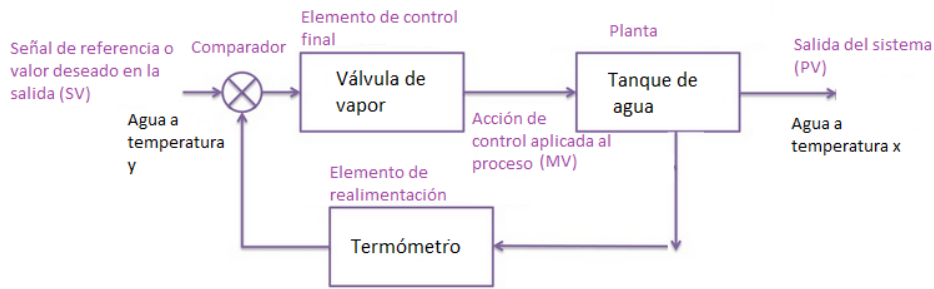 Señal de referencia o
valor deseado en la
salida (SV)
Comparador
Elemento de control
final
Planta
Salida del sistema
(PV)
Válvula de
vapor
Tanque de
agua
Agua a
temperatura
y
Acción de
control aplicada al
proceso (MV)
Agua a
temperatura x
Elemento de
realimentación
Termómetro